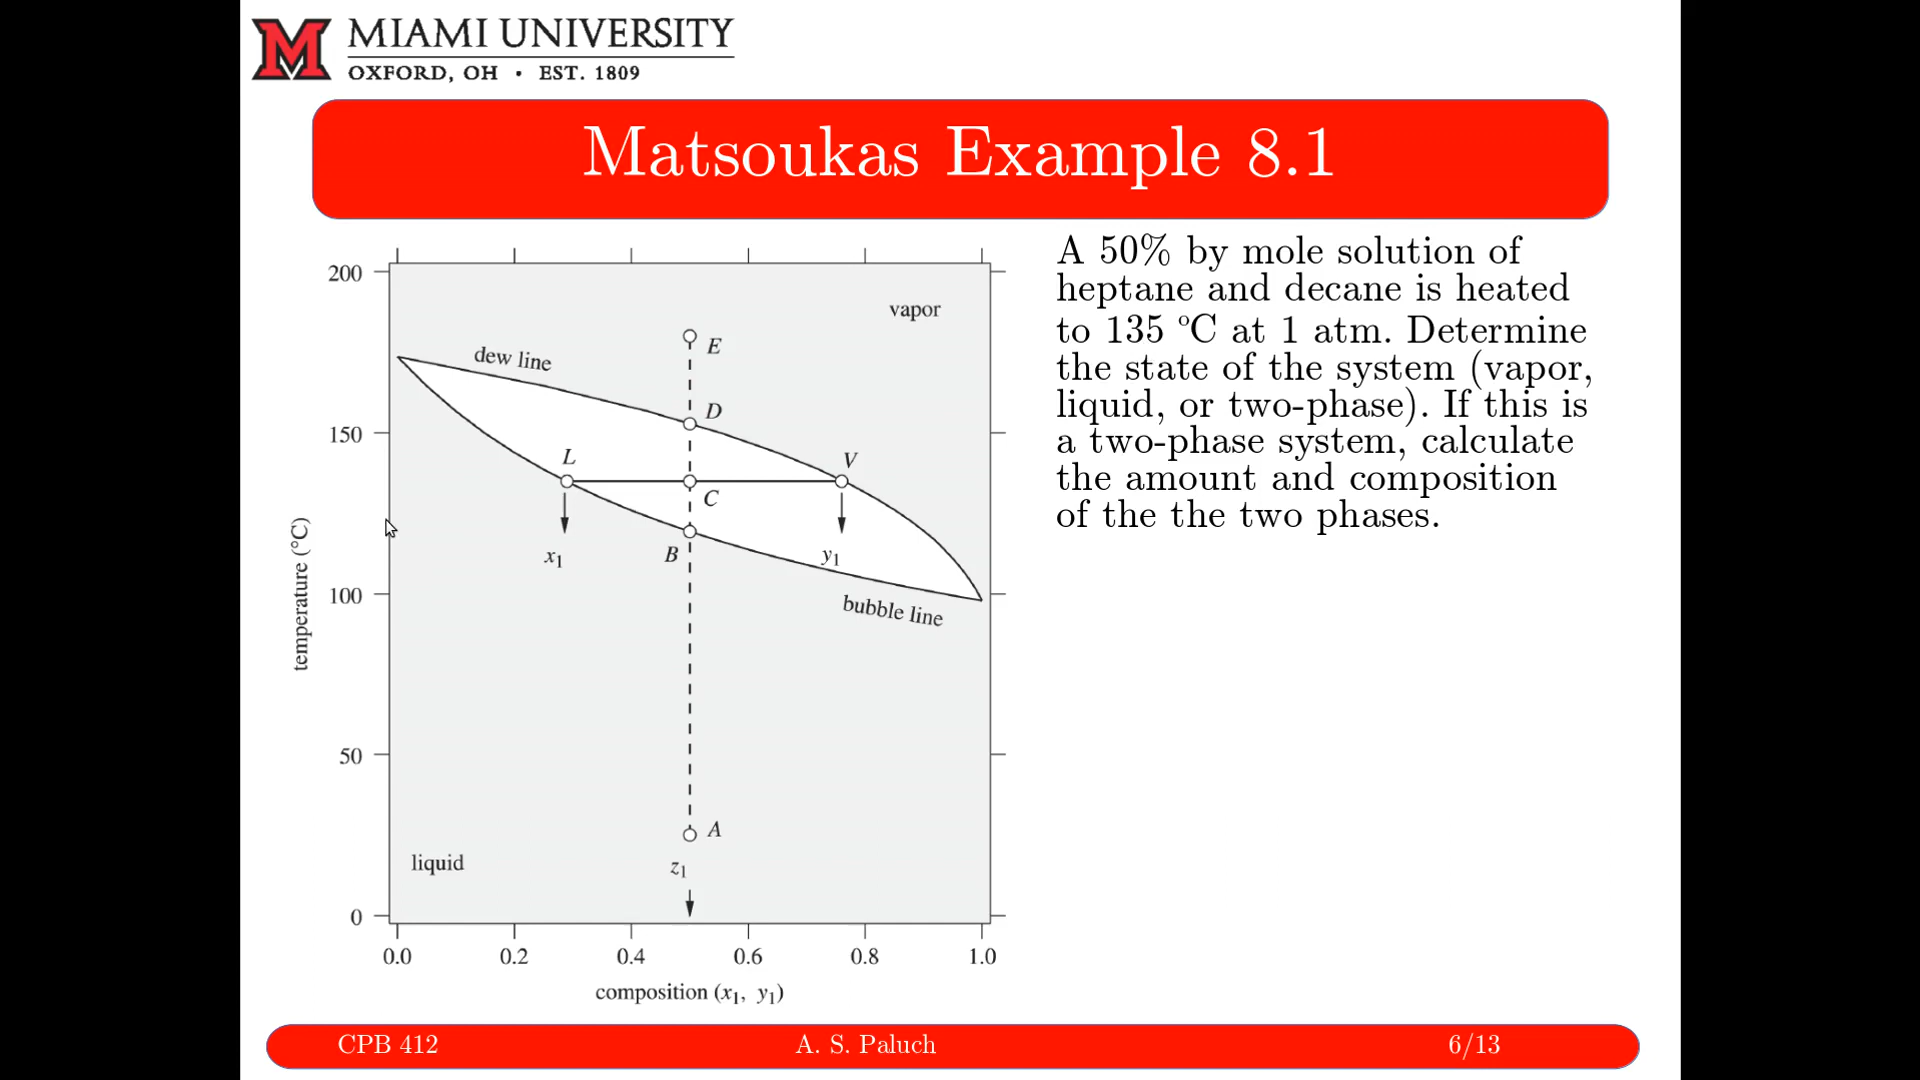 M
MIAMI UNIVERSITY
OXFORD, OH • EST. 1809
Matsoukas Example 8.1
A 50% by mole solution of
heptane and decane is heated
to 135 °C at 1 atm. Determine
the state of the system (vapor,
liquid, or two-phase). If this is
a two-phase system, calculate
the amount and composition
of the the two phases.
200
150
100
50
0
temperature (°C)
vapor
E
dew line
D
L
V
C
x₁
B
y₁
bubble line
A
liquid
z₁
0.0
0.2
0.4
0.6
0.8
1.0
composition (x₁, y₁)
CPB 412
A. S. Paluch
6/13